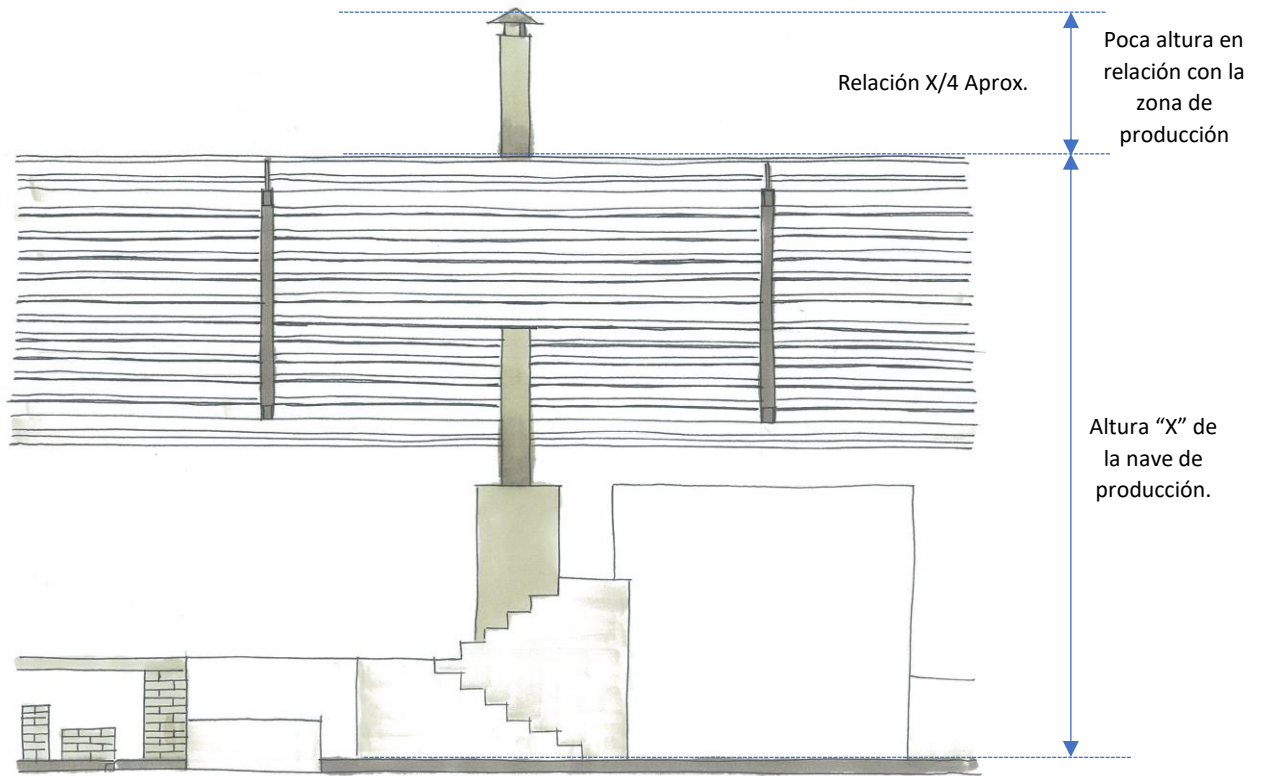 Relación X/4 Aprox.
Poca altura en
relación con la
zona de
producción
Altura “X” de
la nave de
producción.